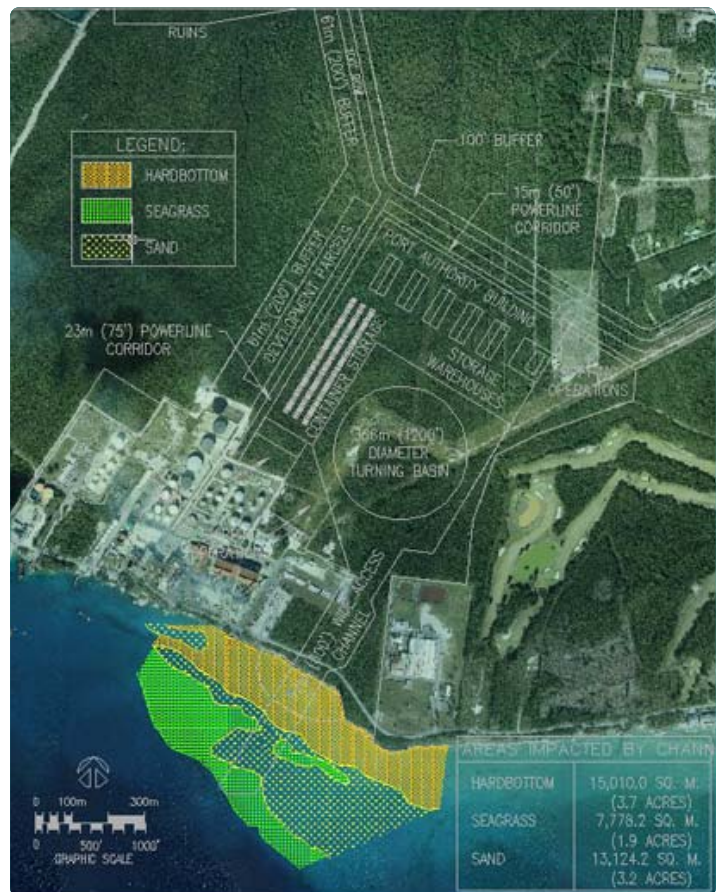 RUINS
61m (200') BUFFER
100' BUFFER
15m (50')
POWERLINE
CORRIDOR
LEGEND:
HARDBOTTOM
SEAGRASS
SAND
61m (200') BUFFER
DEVELOPMENT PARCELS
PORT AUTHORITY BUILDING
23m (75') POWERLINE
CORRIDOR
CONTAINER STORAGE
STORAGE
WAREHOUSES
OPERATIONS
366m (1200')
DIAMETER
TURNING BASIN
ACCESS
CHANNEL
AREAS IMPACTED BY CHANN
HARDBOTTOM 15,010.0 SQ. M.
(3.7 ACRES)
SEAGRASS 7,778.2 SQ. M.
(1.9 ACRES)
SAND 13,124.2 SQ. M.
(3.2 ACRES)
0 100m 300m
0 500' 1000'
GRAPHIC SCALE